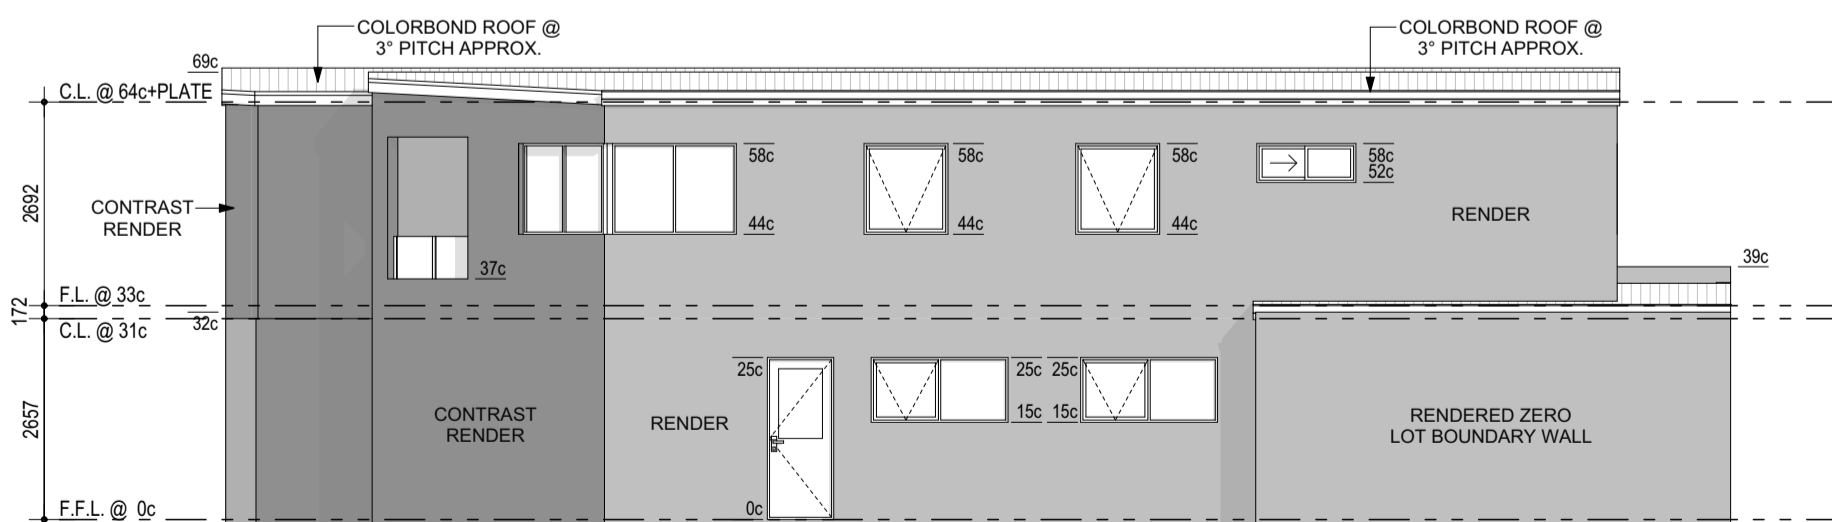 COLORBOND ROOF @
3° PITCH APPROX.
COLORBOND ROOF @
3° PITCH APPROX.
69c
C.L. @ 64c+PLATE
58c
58c
58c
58c
52c
2692
CONTRAST
RENDER
RENDER
44c
44c
44c
37c
39c
F.L. @ 33c
172
32c
C.L. @ 31c
25c
25c
25c
15c
15c
2657
CONTRAST
RENDER
RENDER
RENDERED ZERO
LOT BOUNDARY WALL
F.F.L. @ 0c
0c